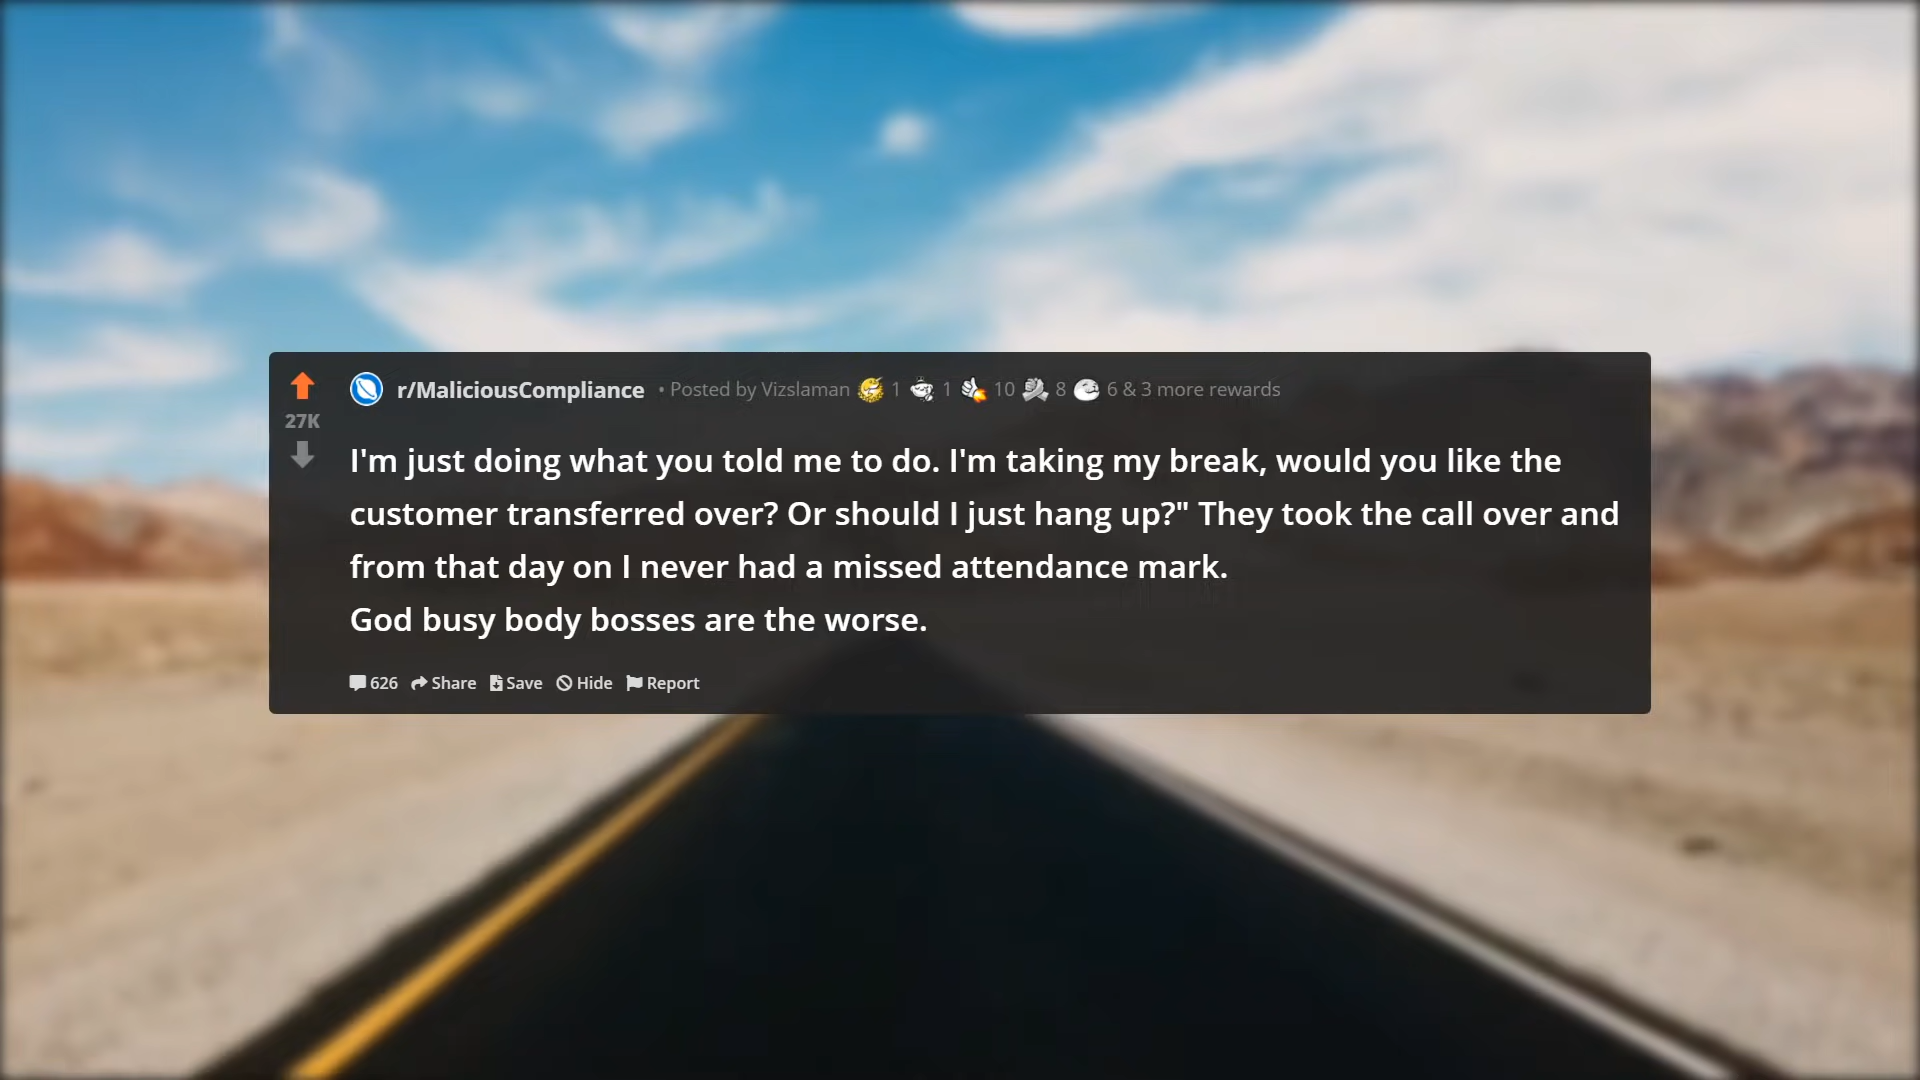 r/MaliciousCompliance • Posted by Vizslaman 1 1 10 8 6 & 3 more rewards
27K
I'm just doing what you told me to do. I'm taking my break, would you like the
customer transferred over? Or should I just hang up?" They took the call over and
from that day on I never had a missed attendance mark.
God busy body bosses are the worse.
626 Share Save Hide Report